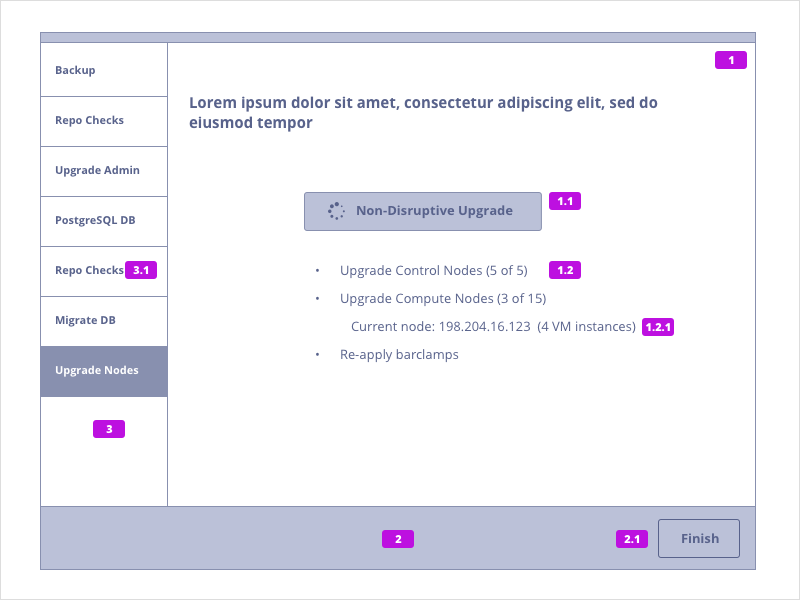 Backup
Repo Checks
Upgrade Admin
PostgreSQL DB
Repo Checks 3.1
Migrate DB
Upgrade Nodes
3
1
Lorem ipsum dolor sit amet, consectetur adipiscing elit, sed do
eiusmod tempor
Non-Disruptive Upgrade 1.1
• Upgrade Control Nodes (5 of 5) 1.2
• Upgrade Compute Nodes (3 of 15)
Current node: 198.204.16.123 (4 VM instances) 1.2.1
• Re-apply barclamps
2
2.1 Finish